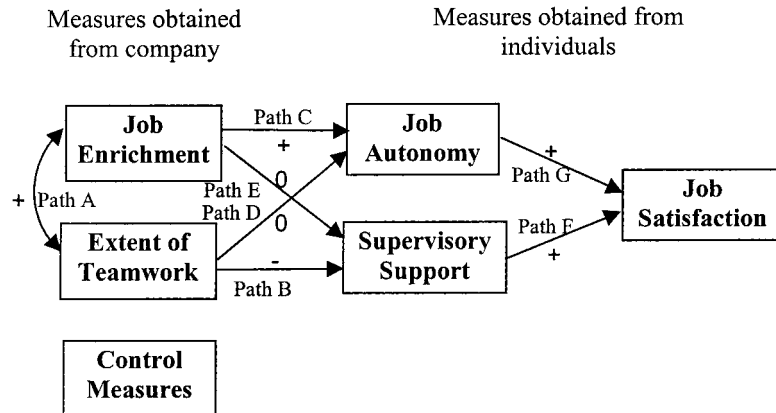 Measures obtained
from company
Measures obtained from
individuals
Job
Enrichment
Path C
+
Job
Autonomy
+
Path G
Job
Satisfaction
+ Path A
Path E
0
Path D
0
Extent of
Teamwork
-
Path B
Supervisory
Support
Path F
+
Control
Measures